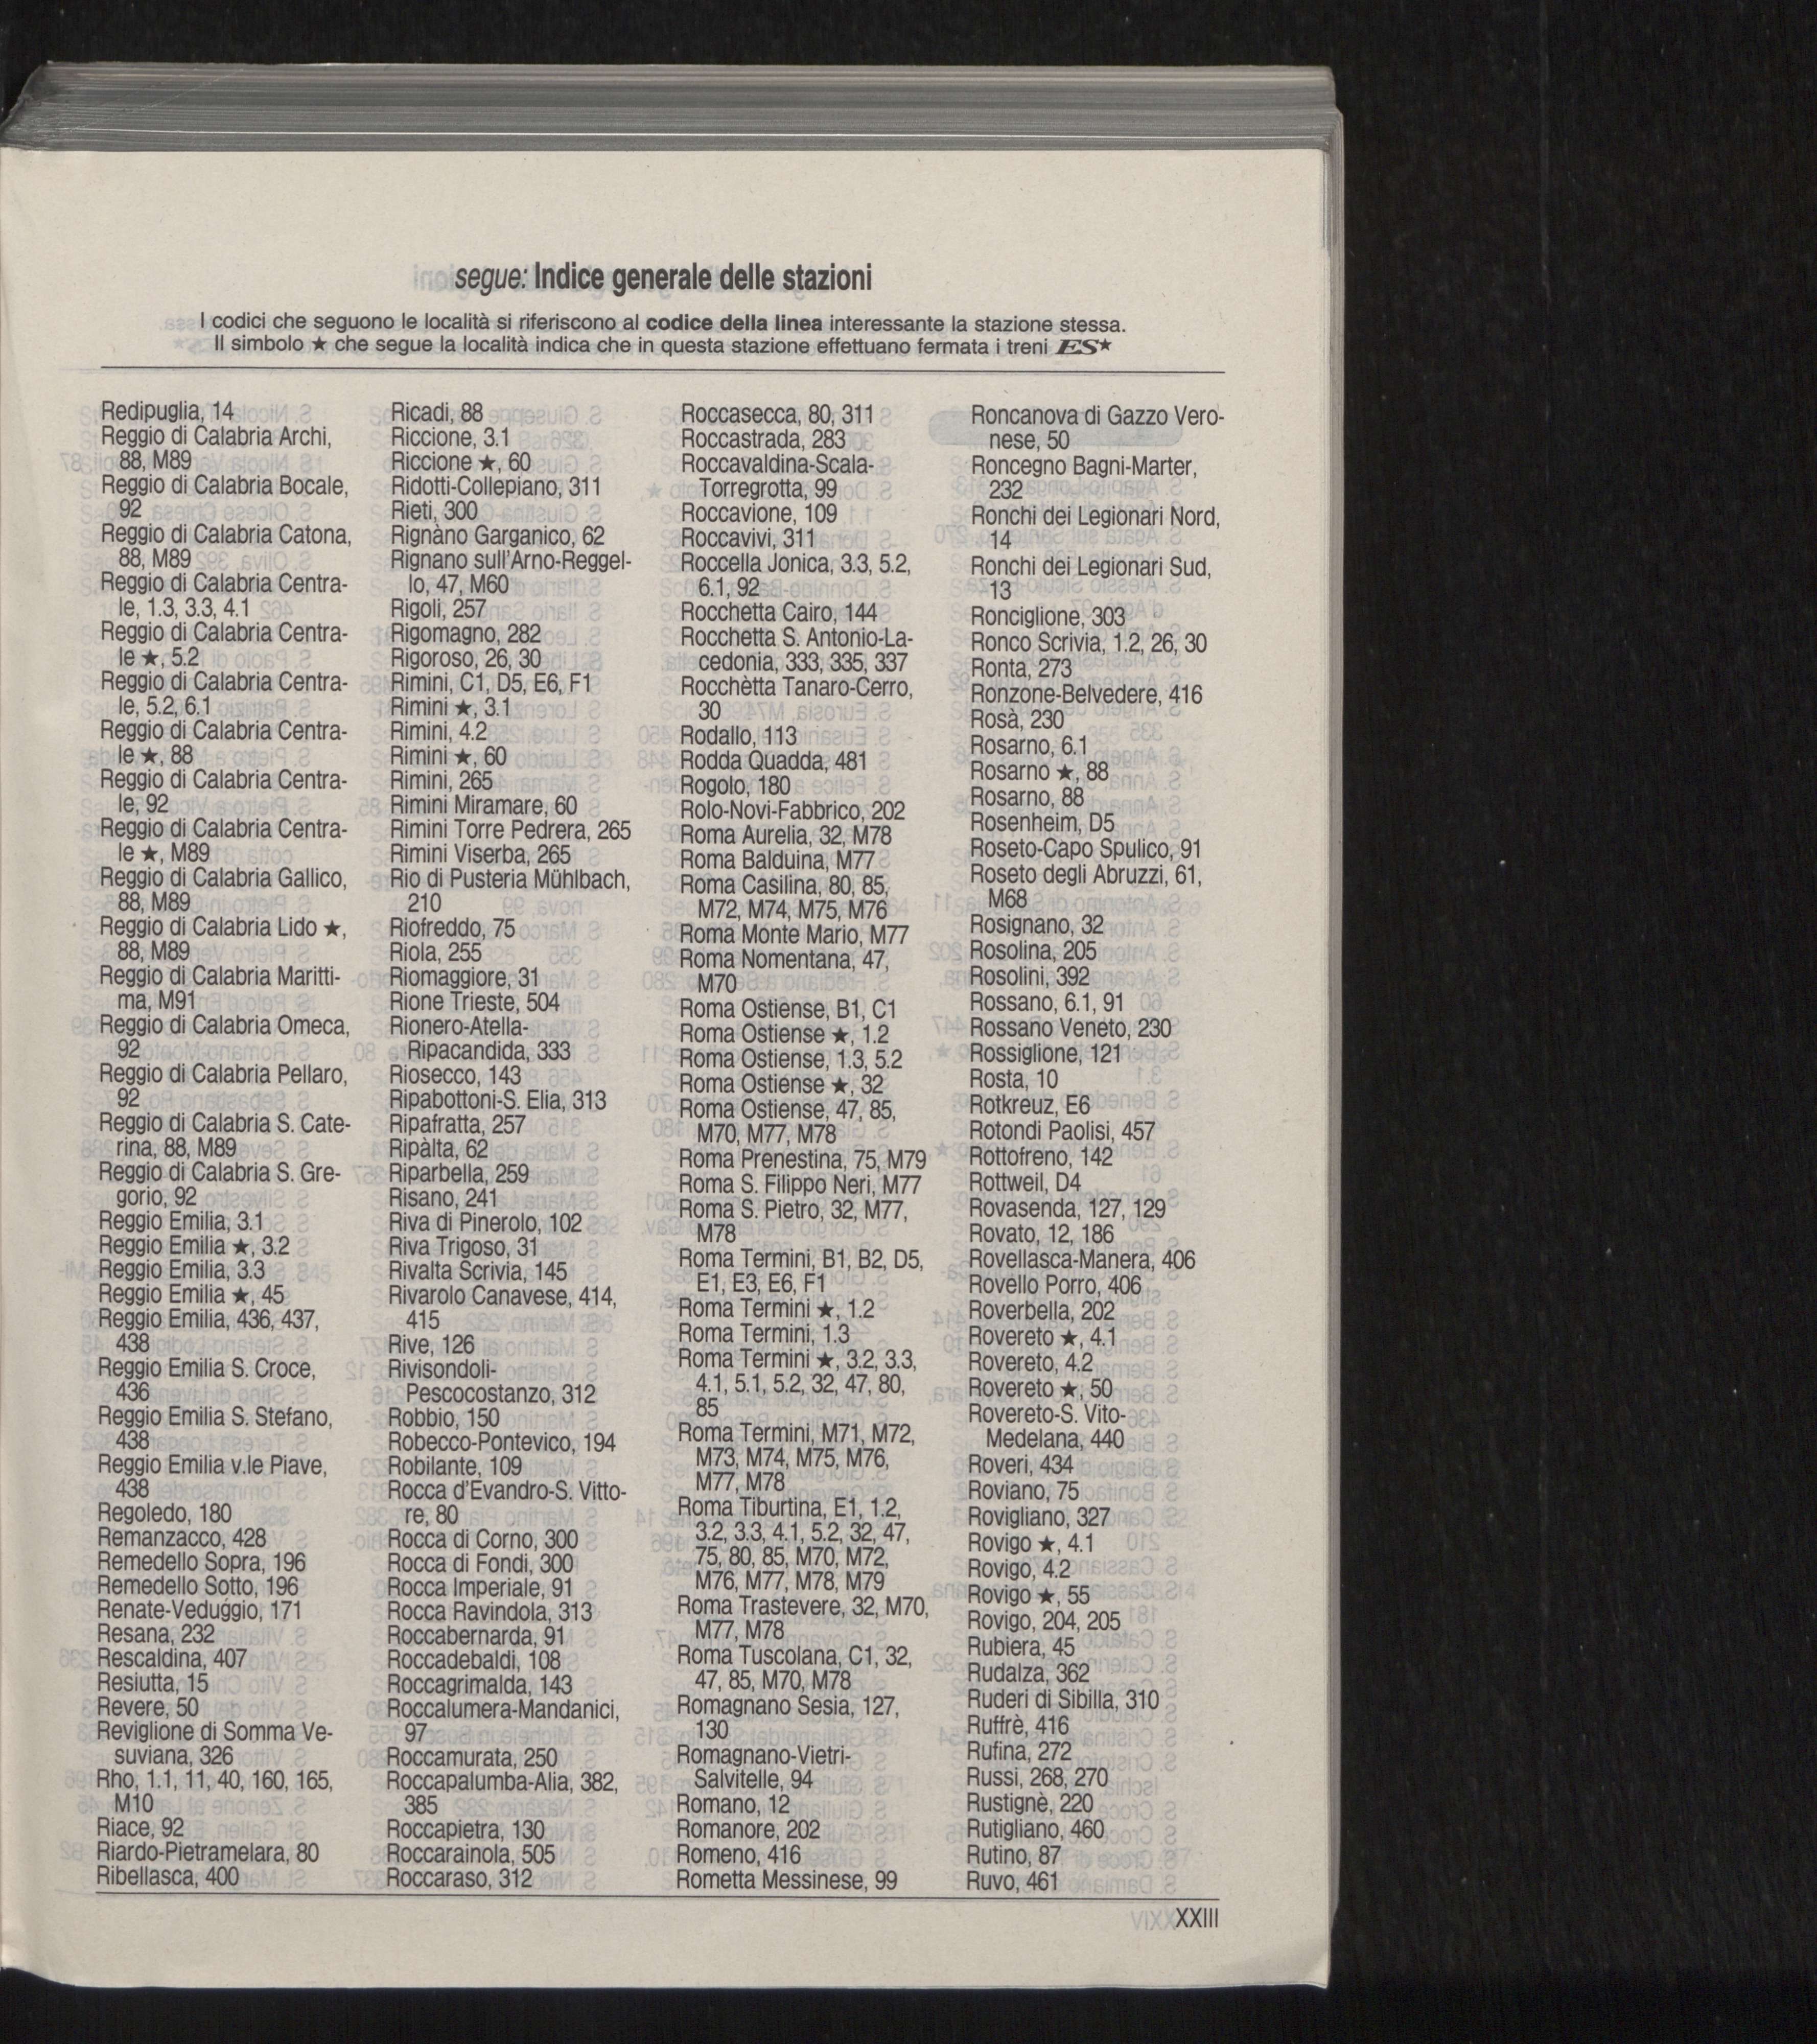 segue: Indice generale delle stazioni
I codici che seguono le località si riferiscono al codice della linea interessante la stazione stessa.
Il simbolo ★ che segue la località indica che in questa stazione effettuano fermata i treni ES★
Redipuglia, 14
Reggio di Calabria Archi,
88, M89
Reggio di Calabria Bocale,
92
Reggio di Calabria Catona,
88, M89
Reggio di Calabria Centra-
le, 1.3, 3.3, 4.1
Reggio di Calabria Centra-
le ★, 5.2
Reggio di Calabria Centra-
le, 5.2, 6.1
Reggio di Calabria Centra-
le ★, 88
Reggio di Calabria Centra-
le, 92
Reggio di Calabria Centra-
le ★, M89
Reggio di Calabria Gallico,
88, M89
Reggio di Calabria Lido ★,
88, M89
Reggio di Calabria Maritti-
ma, M91
Reggio di Calabria Omeca,
92
Reggio di Calabria Pellaro,
92
Reggio di Calabria S. Cate-
rina, 88, M89
Reggio di Calabria S. Gre-
gorio, 92
Reggio Emilia, 3.1
Reggio Emilia ★, 3.2
Reggio Emilia, 3.3
Reggio Emilia ★, 45
Reggio Emilia, 436, 437,
438
Reggio Emilia S. Croce,
436
Reggio Emilia S. Stefano,
438
Reggio Emilia v.le Piave,
438
Regoledo, 180
Remanzacco, 428
Remedello Sopra, 196
Remedello Sotto, 196
Renate-Veduggio, 171
Resana, 232
Rescaldina, 407
Resiutta, 15
Revere, 50
Reviglione di Somma Ve-
suviana, 326
Rho, 1.1, 11, 40, 160, 165,
M10
Riace, 92
Riardo-Pietramelara, 80
Ribellasca, 400
Ricadi, 88
Riccione, 3.1
Riccione ★, 60
Ridotti-Collepiano, 311
Rieti, 300
Rignàno Garganico, 62
Rignano sull'Arno-Reggel-
lo, 47, M60
Rigoli, 257
Rigomagno, 282
Rigoroso, 26, 30
Rimini, C1, D5, E6, F1
Rimini ★, 3.1
Rimini, 4.2
Rimini ★, 60
Rimini, 265
Rimini Miramare, 60
Rimini Torre Pedrera, 265
Rimini Viserba, 265
Rio di Pusteria Mühlbach,
210
Riofreddo, 75
Riola, 255
Riomaggiore, 31
Rione Trieste, 504
Rionero-Atella-
Ripacandida, 333
Riosecco, 143
Ripabottoni-S. Elia, 313
Ripafratta, 257
Ripàlta, 62
Riparbella, 259
Risano, 241
Riva di Pinerolo, 102
Riva Trigoso, 31
Rivalta Scrivia, 145
Rivarolo Canavese, 414,
415
Rive, 126
Rivisondoli-
Pescocostanzo, 312
Robbio, 150
Robecco-Pontevico, 194
Robilante, 109
Rocca d'Evandro-S. Vitto-
re, 80
Rocca di Corno, 300
Rocca di Fondi, 300
Rocca Imperiale, 91
Rocca Ravindola, 313
Roccabernarda, 91
Roccadebaldi, 108
Roccagrimalda, 143
Roccalumera-Mandanici,
97
Roccamurata, 250
Roccapalumba-Alia, 382,
385
Roccapietra, 130
Roccarainola, 505
Roccaraso, 312
Roccasecca, 80, 311
Roccastrada, 283
Roccavaldina-Scala-
Torregrotta, 99
Roccavione, 109
Roccavivi, 311
Roccella Jonica, 3.3, 5.2,
6.1, 92
Rocchetta Cairo, 144
Rocchetta S. Antonio-La-
cedonia, 333, 335, 337
Rocchètta Tanaro-Cerro,
30
Rodallo, 113
Rodda Quadda, 481
Rogolo, 180
Rolo-Novi-Fabbrico, 202
Roma Aurelia, 32, M78
Roma Balduina, M77
Roma Casilina, 80, 85,
M72, M74, M75, M76
Roma Monte Mario, M77
Roma Nomentana, 47,
M70
Roma Ostiense, B1, C1
Roma Ostiense ★, 1.2
Roma Ostiense, 1.3, 5.2
Roma Ostiense ★, 32
Roma Ostiense, 47, 85,
M70, M77, M78
Roma Prenestina, 75, M79
Roma S. Filippo Neri, M77
Roma S. Pietro, 32, M77,
M78
Roma Termini, B1, B2, D5,
E1, E3, E6, F1
Roma Termini ★, 1.2
Roma Termini, 1.3
Roma Termini ★, 3.2, 3.3,
4.1, 5.1, 5.2, 32, 47, 80,
85
Roma Termini, M71, M72,
M73, M74, M75, M76,
M77, M78
Roma Tiburtina, E1, 1.2,
3.2, 3.3, 4.1, 5.2, 32, 47,
75, 80, 85, M70, M72,
M76, M77, M78, M79
Roma Trastevere, 32, M70,
M77, M78
Roma Tuscolana, C1, 32,
47, 85, M70, M78
Romagnano Sesia, 127,
130
Romagnano-Vietri-
Salvitelle, 94
Romano, 12
Romanore, 202
Romeno, 416
Rometta Messinese, 99
Roncanova di Gazzo Vero-
nese, 50
Roncegno Bagni-Marter,
232
Ronchi dei Legionari Nord,
14
Ronchi dei Legionari Sud,
13
Ronciglione, 303
Ronco Scrivia, 1.2, 26, 30
Ronta, 273
Ronzone-Belvedere, 416
Rosà, 230
Rosarno, 6.1
Rosarno ★, 88
Rosarno, 88
Rosenheim, D5
Roseto-Capo Spulico, 91
Roseto degli Abruzzi, 61,
M68
Rosignano, 32
Rosolina, 205
Rosolini, 392
Rossano, 6.1, 91
Rossano Veneto, 230
Rossiglione, 121
Rosta, 10
Rotkreuz, E6
Rotondi Paolisi, 457
Rottofreno, 142
Rottweil, D4
Rovasenda, 127, 129
Rovato, 12, 186
Rovellasca-Manera, 406
Rovello Porro, 406
Roverbella, 202
Rovereto ★, 4.1
Rovereto, 4.2
Rovereto ★, 50
Rovereto-S. Vito-
Medelana, 440
Roveri, 434
Roviano, 75
Rovigliano, 327
Rovigo ★, 4.1
Rovigo, 4.2
Rovigo ★, 55
Rovigo, 204, 205
Rubiera, 45
Rudalza, 362
Ruderi di Sibilla, 310
Ruffrè, 416
Rufina, 272
Russi, 268, 270
Rustignè, 220
Rutigliano, 460
Rutino, 87
Ruvo, 461
XXIII